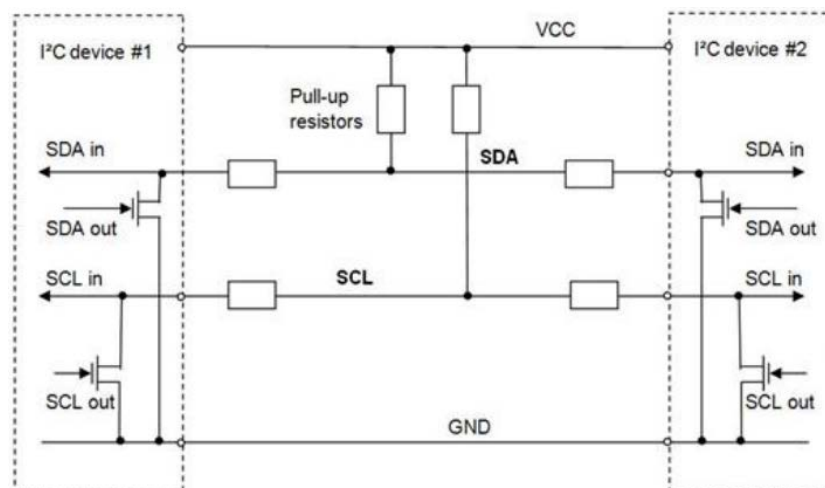 VCC
I²C device #1
I²C device #2
Pull-up
resistors
SDA in
SDA
SDA in
SDA out
SDA out
SCL in
SCL
SCL in
SCL out
SCL out
GND